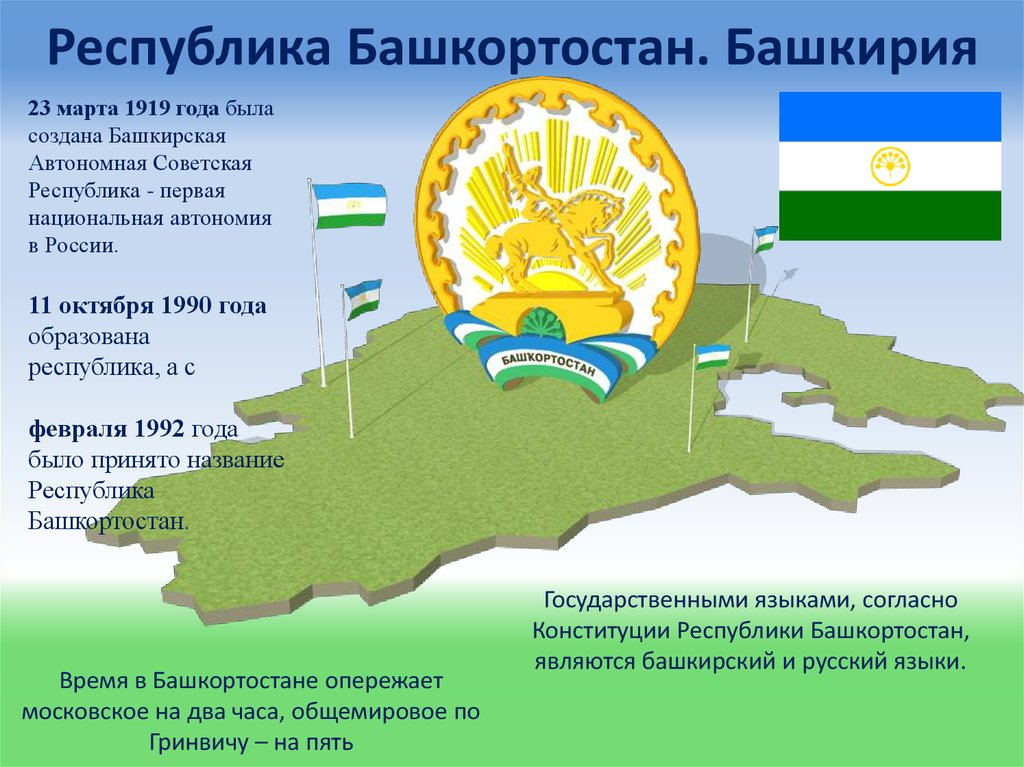 Республика Башкортостан. Башкирия
23 марта 1919 года была
создана Башкирская
Автономная Советская
Республика - первая
национальная автономия
в России.
11 октября 1990 года
образована
республика, а с
февраля 1992 года
было принято название
Республика
Башкортостан.
БАШҠОРТОСТАН
Государственными языками, согласно
Конституции Республики Башкортостан,
являются башкирский и русский языки.
Время в Башкортостане опережает
московское на два часа, общемировое по
Гринвичу – на пять